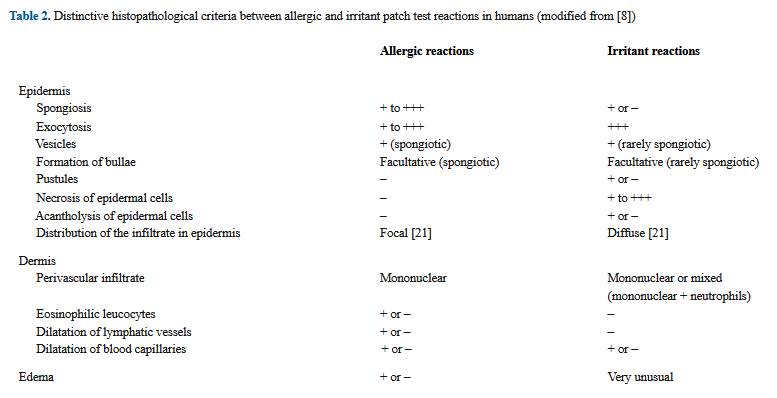 Table 2. Distinctive histopathological criteria between allergic and irritant patch test reactions in humans (modified from [8])
Allergic reactions Irritant reactions
Epidermis
Spongiosis + to +++ + or –
Exocytosis + to +++ +++
Vesicles + (spongiotic) + (rarely spongiotic)
Formation of bullae Facultative (spongiotic) Facultative (rarely spongiotic)
Pustules – + or –
Necrosis of epidermal cells – + to +++
Acantholysis of epidermal cells – + or –
Distribution of the infiltrate in epidermis Focal [21] Diffuse [21]
Dermis
Perivascular infiltrate Mononuclear Mononuclear or mixed
(mononuclear + neutrophils)
Eosinophilic leucocytes + or – –
Dilatation of lymphatic vessels + or – –
Dilatation of blood capillaries + or – + or –
Edema + or – Very unusual